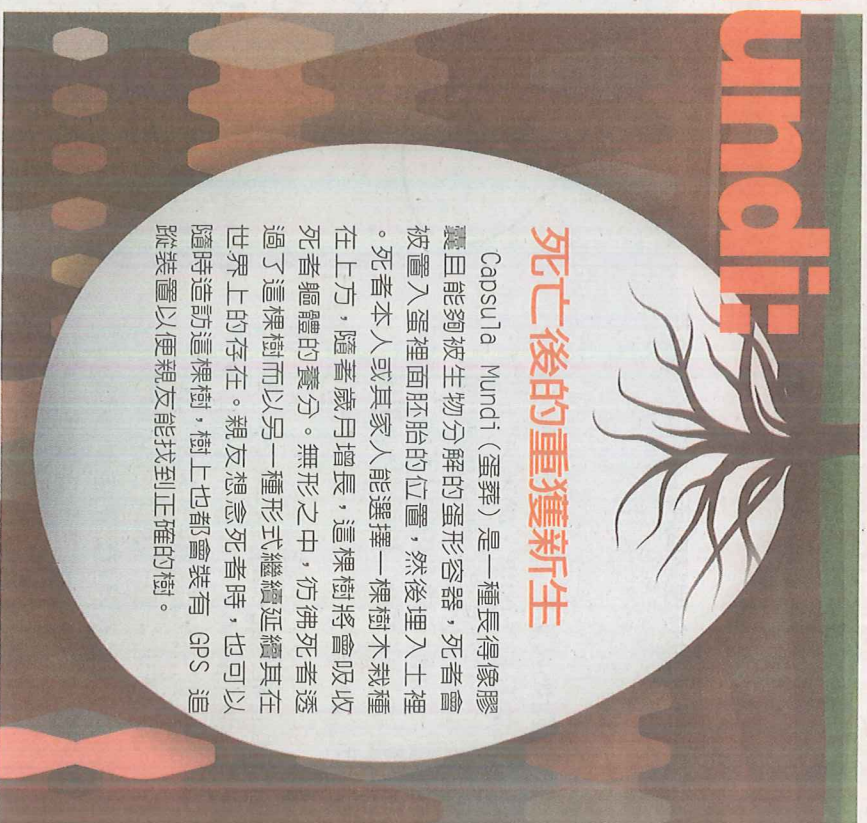 undi:
死亡後的重獲新生
Capsula Mundi（蛋葬）是一種長得像膠
囊且能夠被生物分解的蛋形容器，死者會
被置入蛋裡面胚胎的位置，然後埋入土裡
。死者本人或其家人能選擇一棵樹木栽種
在上方，隨著歲月增長，這棵樹將會吸收
死者軀體的養分。無形之中，彷彿死者透
過了這棵樹而以另一種形式繼續延續其在
世界上的存在。親友想念死者時，也可以
隨時造訪這棵樹，樹上也都會裝有 GPS 追
蹤裝置以便親友能找到正確的樹。